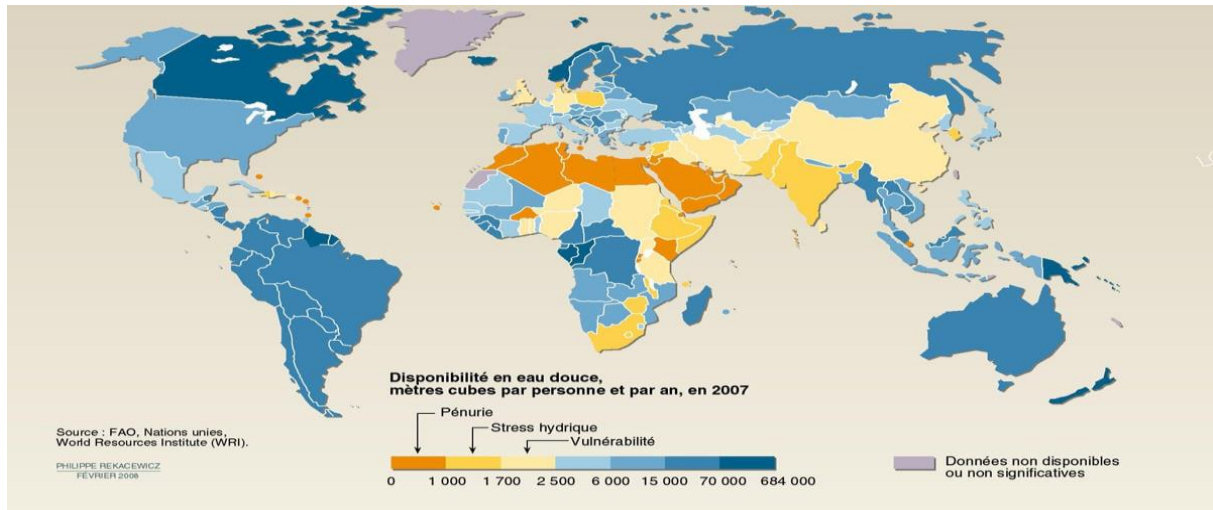 Disponibilité en eau douce,
mètres cubes par personne et par an, en 2007
Pénurie
Stress hydrique
Vulnérabilité
0 1 000 1 700 2 500 6 000 15 000 70 000 684 000
Source : FAO, Nations unies,
World Resources Institute (WRI).
PHILIPPE REKACEWICZ
FÉVRIER 2008
Données non disponibles
ou non significatives